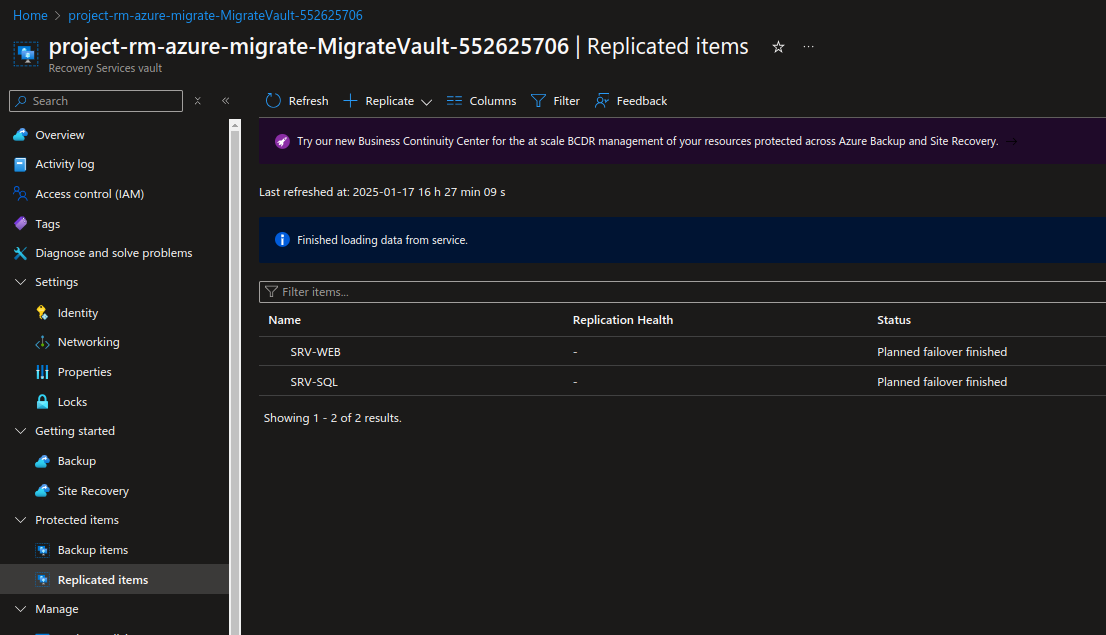 Home > project-rm-azure-migrate-MigrateVault-552625706
project-rm-azure-migrate-MigrateVault-552625706 | Replicated items
Recovery Services vault
Search
Overview
Activity log
Access control (IAM)
Tags
Diagnose and solve problems
Settings
Identity
Networking
Properties
Locks
Getting started
Backup
Site Recovery
Protected items
Backup items
Replicated items
Manage
Refresh Replicate Columns Filter Feedback
Try our new Business Continuity Center for the at scale BCDR management of your resources protected across Azure Backup and Site Recovery. →
Last refreshed at: 2025-01-17 16 h 27 min 09 s
Finished loading data from service.
Filter items...
Name Replication Health Status
SRV-WEB - Planned failover finished
SRV-SQL - Planned failover finished
Showing 1 - 2 of 2 results.